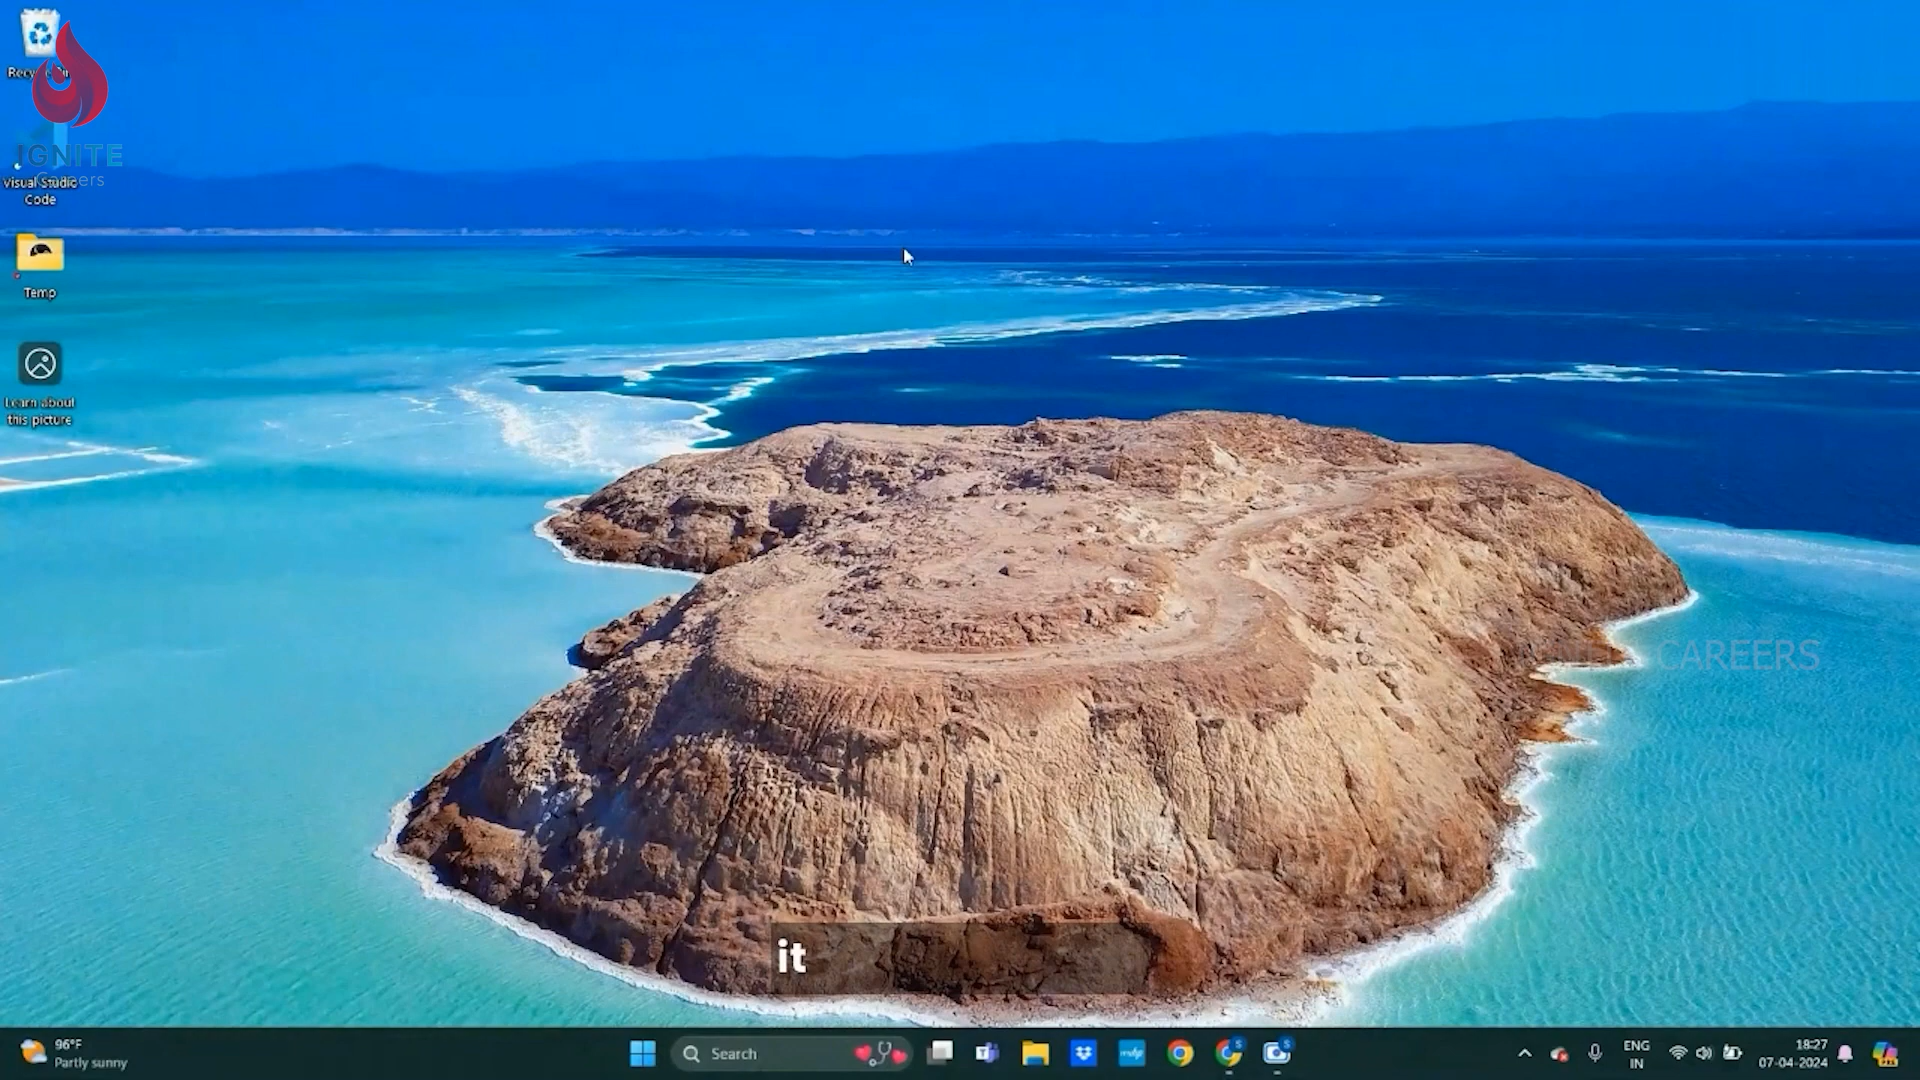 IGNITE
Careers
Visual Studio
Code
Temp
Learn about
this picture
CAREERS
it
96°F
Partly sunny
Search
ENG
IN
18:27
07-04-2024